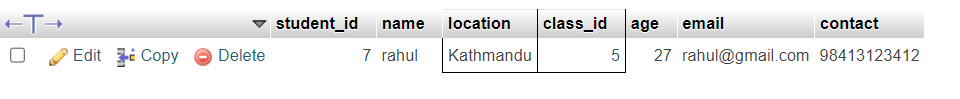 student_id name location class_id age email contact
Edit Copy Delete 7 rahul Kathmandu 5 27 rahul@gmail.com 98413123412